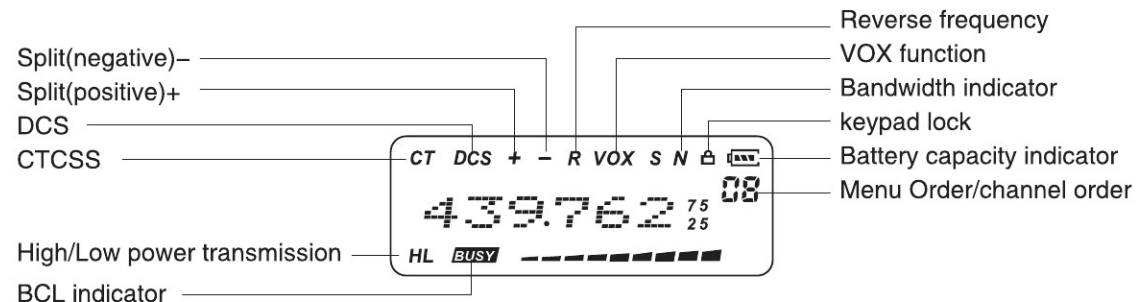 Reverse frequency
Split(negative)–
VOX function
Split(positive)+
Bandwidth indicator
DCS
keypad lock
CTCSS
CT DCS + − R VOX S N
Battery capacity indicator
08
Menu Order/channel order
439.762 75
25
High/Low power transmission
HL BUSY
BCL indicator